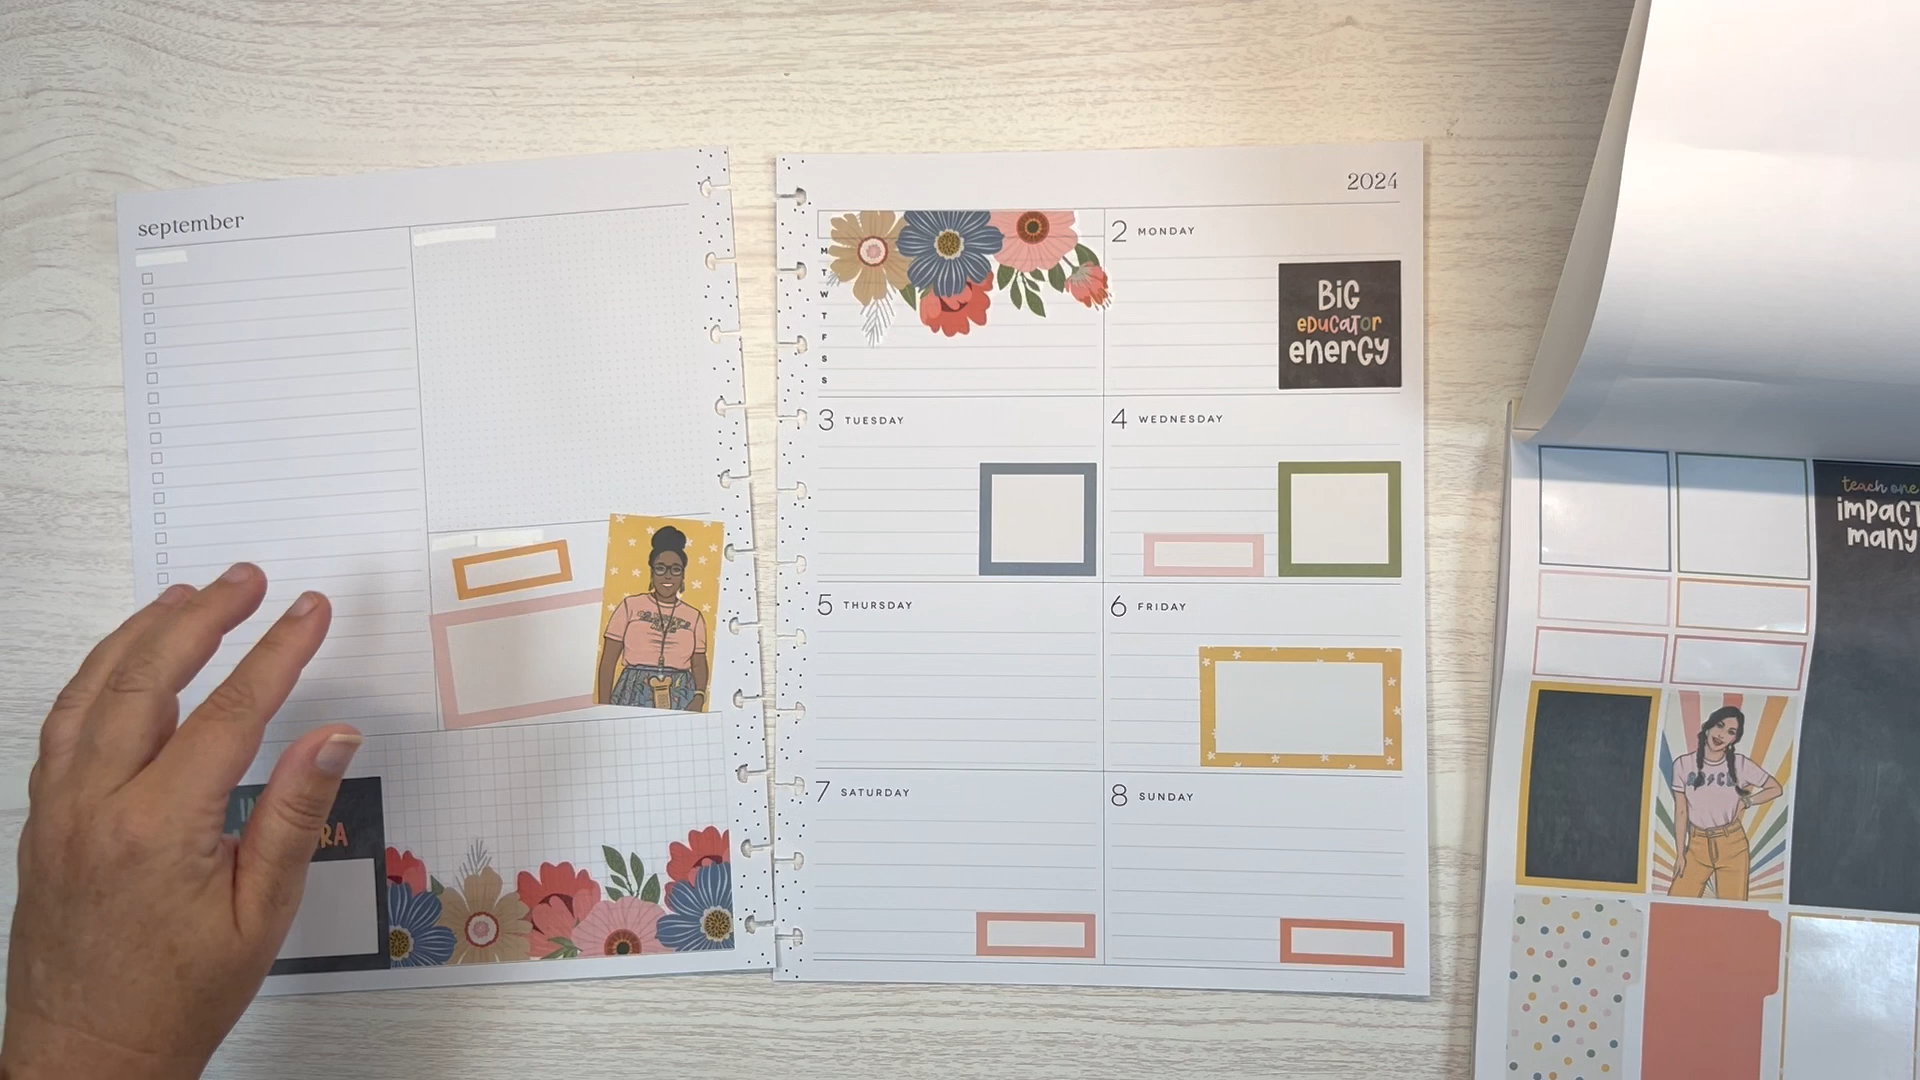 september
2024
M
T
W
T
F
S
S
2 MONDAY
BiG
eDucaTor
enerGy
3 TUESDAY
4 WEDNESDAY
5 THURSDAY
6 FRIDAY
7 SATURDAY
8 SUNDAY
teach one
impact
many